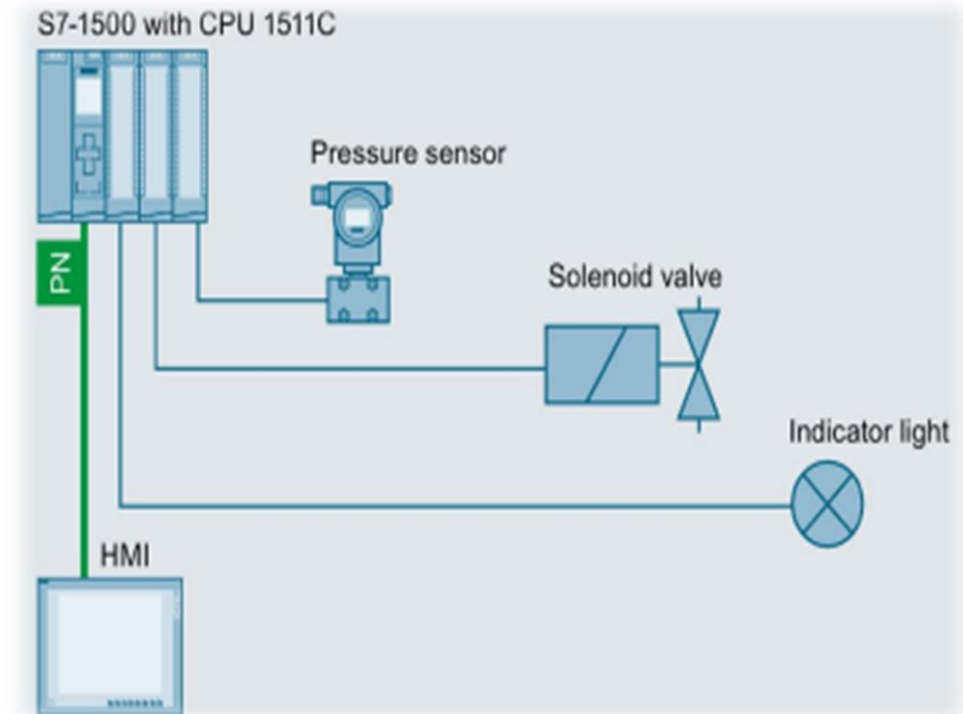 S7-1500 with CPU 1511C
Pressure sensor
PN
Solenoid valve
Indicator light
HMI